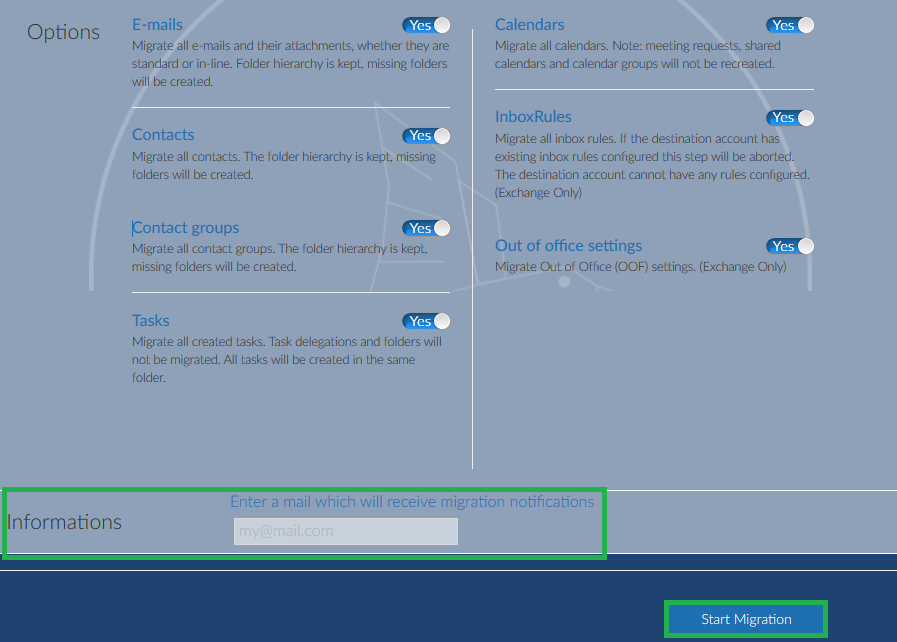 Options
E-mails
Yes
Migrate all e-mails and their attachments, whether they are
standard or in-line. Folder hierarchy is kept, missing folders
will be created.
Contacts
Yes
Migrate all contacts. The folder hierarchy is kept, missing
folders will be created.
Contact groups
Yes
Migrate all contact groups. The folder hierarchy is kept,
missing folders will be created.
Tasks
Yes
Migrate all created tasks. Task delegations and folders will
not be migrated. All tasks will be created in the same
folder.
Calendars
Yes
Migrate all calendars. Note: meeting requests, shared
calendars and calendar groups will not be recreated.
InboxRules
Yes
Migrate all inbox rules. If the destination account has
existing inbox rules configured this step will be aborted.
The destination account cannot have any rules configured.
(Exchange Only)
Out of office settings
Yes
Migrate Out of Office (OOF) settings. (Exchange Only)
Informations
Enter a mail which will receive migration notifications
my@mail.com
Start Migration